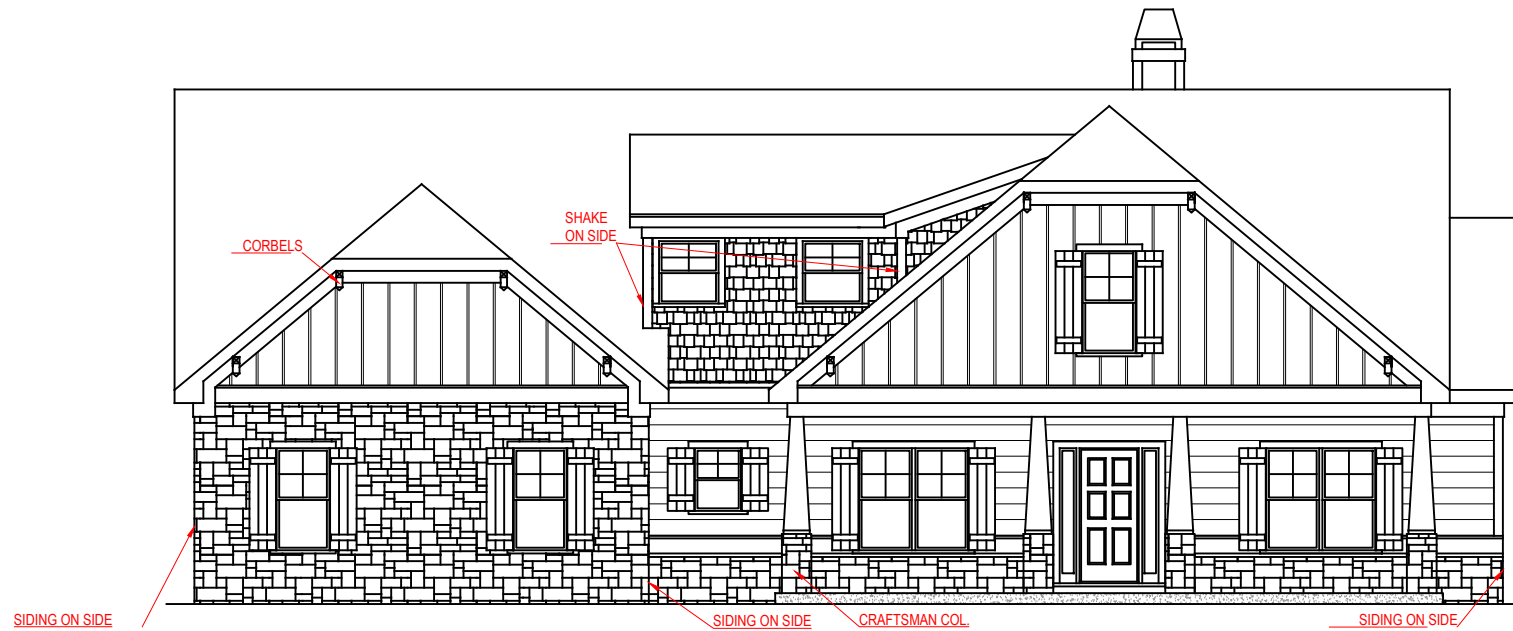 SHAKE
ON SIDE
CORBELS
SIDING ON SIDE
SIDING ON SIDE
CRAFTSMAN COL.
SIDING ON SIDE